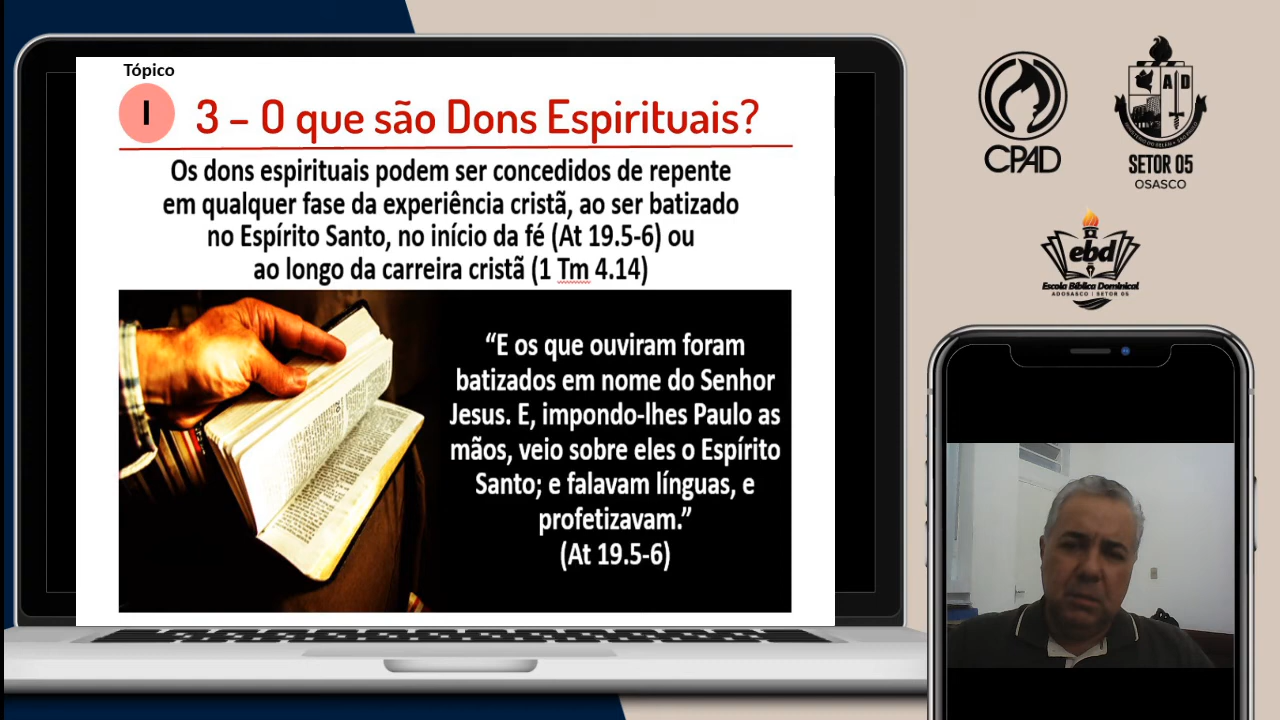 Tópico
I
3 – O que são Dons Espirituais?
Os dons espirituais podem ser concedidos de repente
em qualquer fase da experiência cristã, ao ser batizado
no Espírito Santo, no início da fé (At 19.5-6) ou
ao longo da carreira cristã (1 Tm 4.14)
“E os que ouviram foram
batizados em nome do Senhor
Jesus. E, impondo-lhes Paulo as
mãos, veio sobre eles o Espírito
Santo; e falavam línguas, e
profetizavam.”
(At 19.5-6)
CPAD
A D
SETOR 05
OSASCO
ebd
Escola Bíblica Dominical
ADOSASCO | SETOR 05